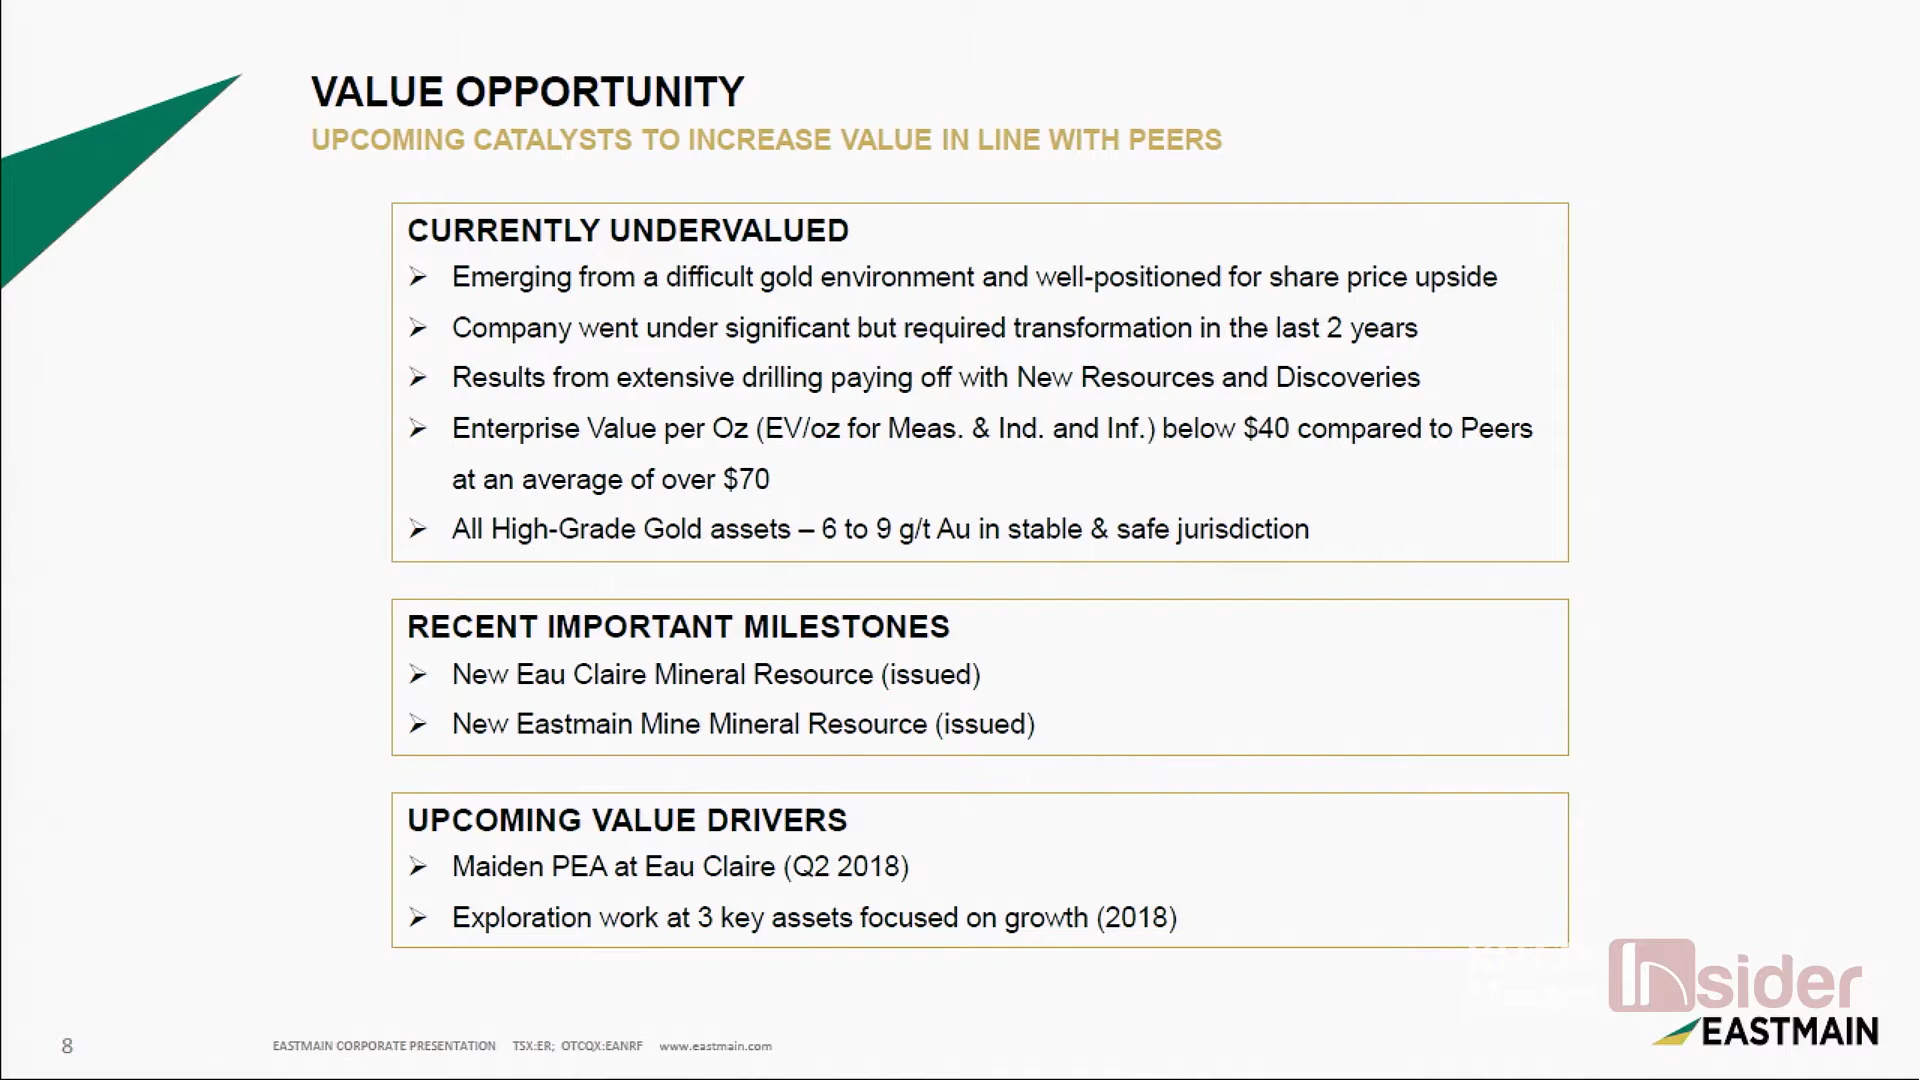 VALUE OPPORTUNITY
UPCOMING CATALYSTS TO INCREASE VALUE IN LINE WITH PEERS
CURRENTLY UNDERVALUED
➢ Emerging from a difficult gold environment and well-positioned for share price upside
➢ Company went under significant but required transformation in the last 2 years
➢ Results from extensive drilling paying off with New Resources and Discoveries
➢ Enterprise Value per Oz (EV/oz for Meas. & Ind. and Inf.) below $40 compared to Peers
at an average of over $70
➢ All High-Grade Gold assets – 6 to 9 g/t Au in stable & safe jurisdiction
RECENT IMPORTANT MILESTONES
➢ New Eau Claire Mineral Resource (issued)
➢ New Eastmain Mine Mineral Resource (issued)
UPCOMING VALUE DRIVERS
➢ Maiden PEA at Eau Claire (Q2 2018)
➢ Exploration work at 3 key assets focused on growth (2018)
Insider
EASTMAIN
8 EASTMAIN CORPORATE PRESENTATION TSX:ER; OTCQX:EANRF www.eastmain.com